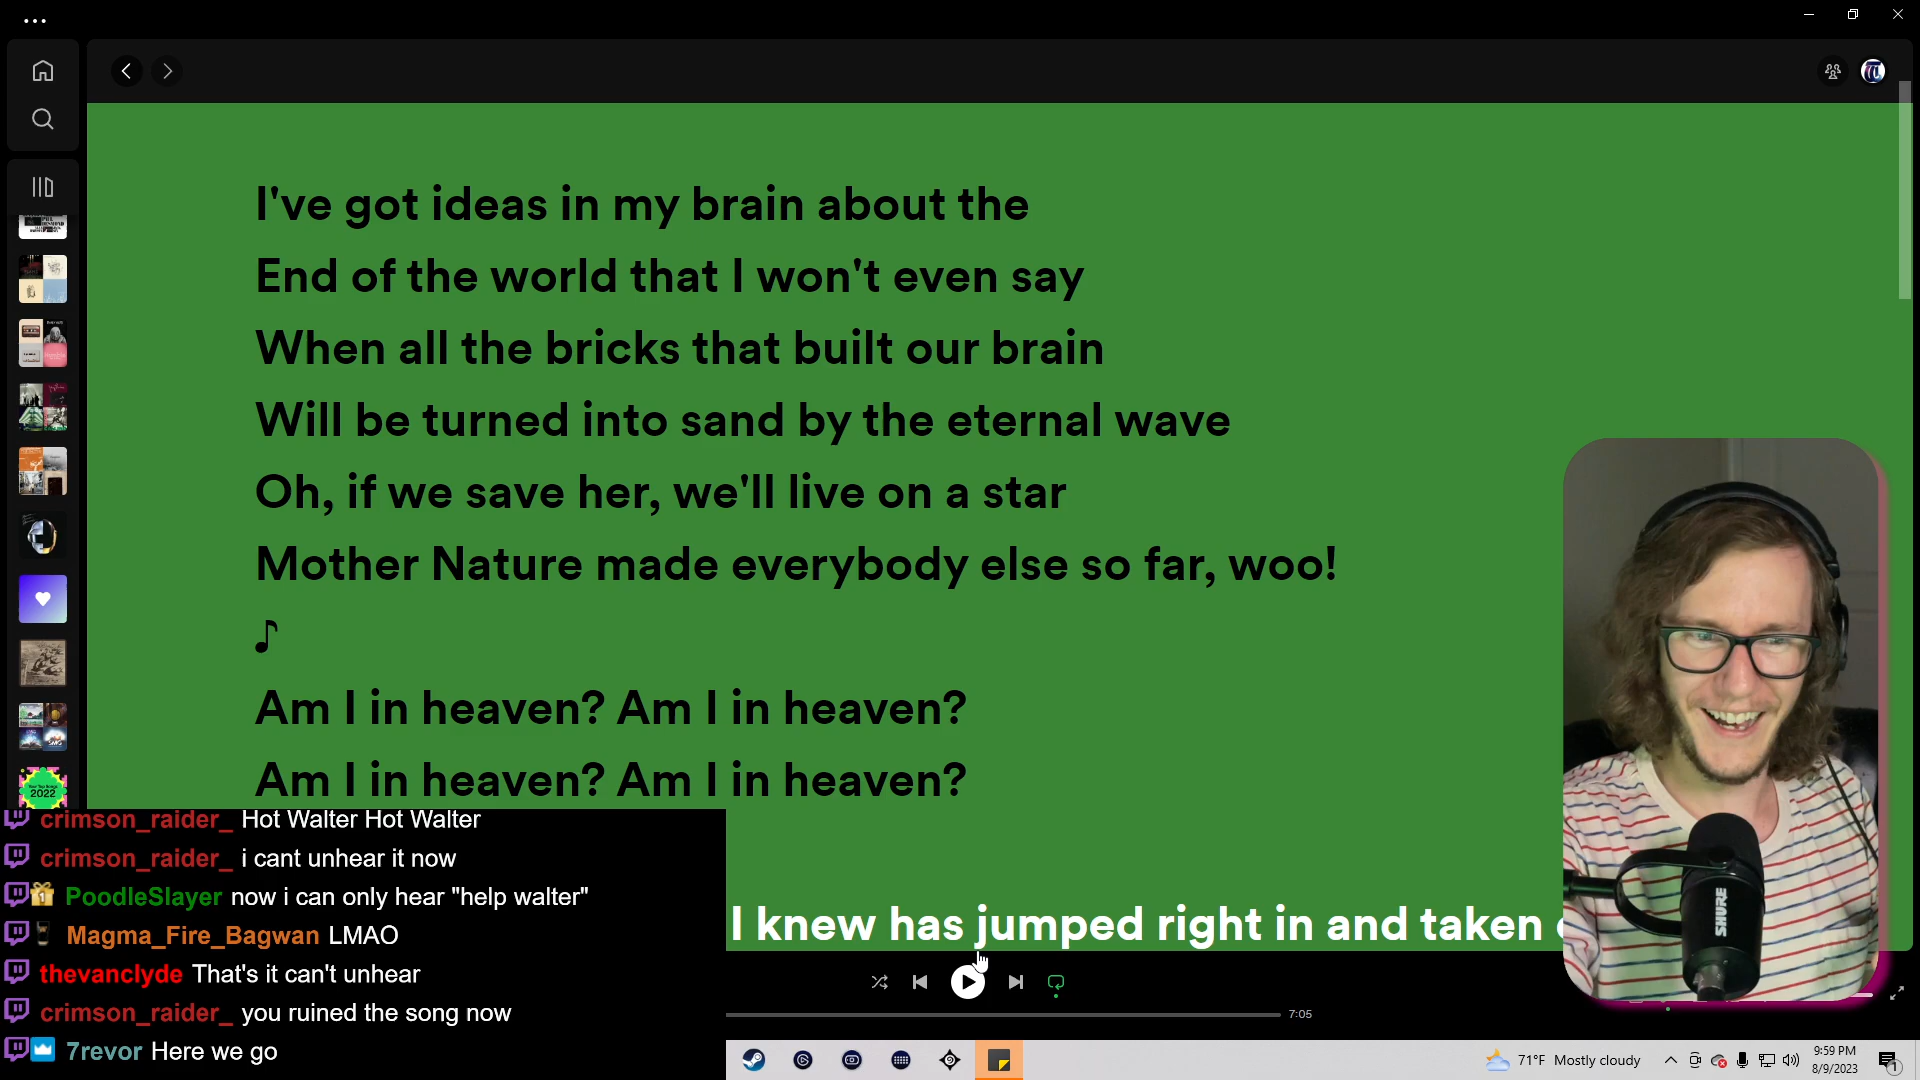 I've got ideas in my brain about the
End of the world that I won't even say
When all the bricks that built our brain
Will be turned into sand by the eternal wave
Oh, if we save her, we'll live on a star
Mother Nature made everybody else so far, woo!
♪
Am I in heaven? Am I in heaven?
Am I in heaven? Am I in heaven?
2022
crimson_raider_ Hot Walter Hot Walter
crimson_raider_ i cant unhear it now
PoodleSlayer now i can only hear "help walter"
I knew has jumped right in and taken
Magma_Fire_Bagwan LMAO
thevanclyde That's it can't unhear
crimson_raider_ you ruined the song now
7revor Here we go
7:05
SHURE
71°F Mostly cloudy
9:59 PM
8/9/2023
1